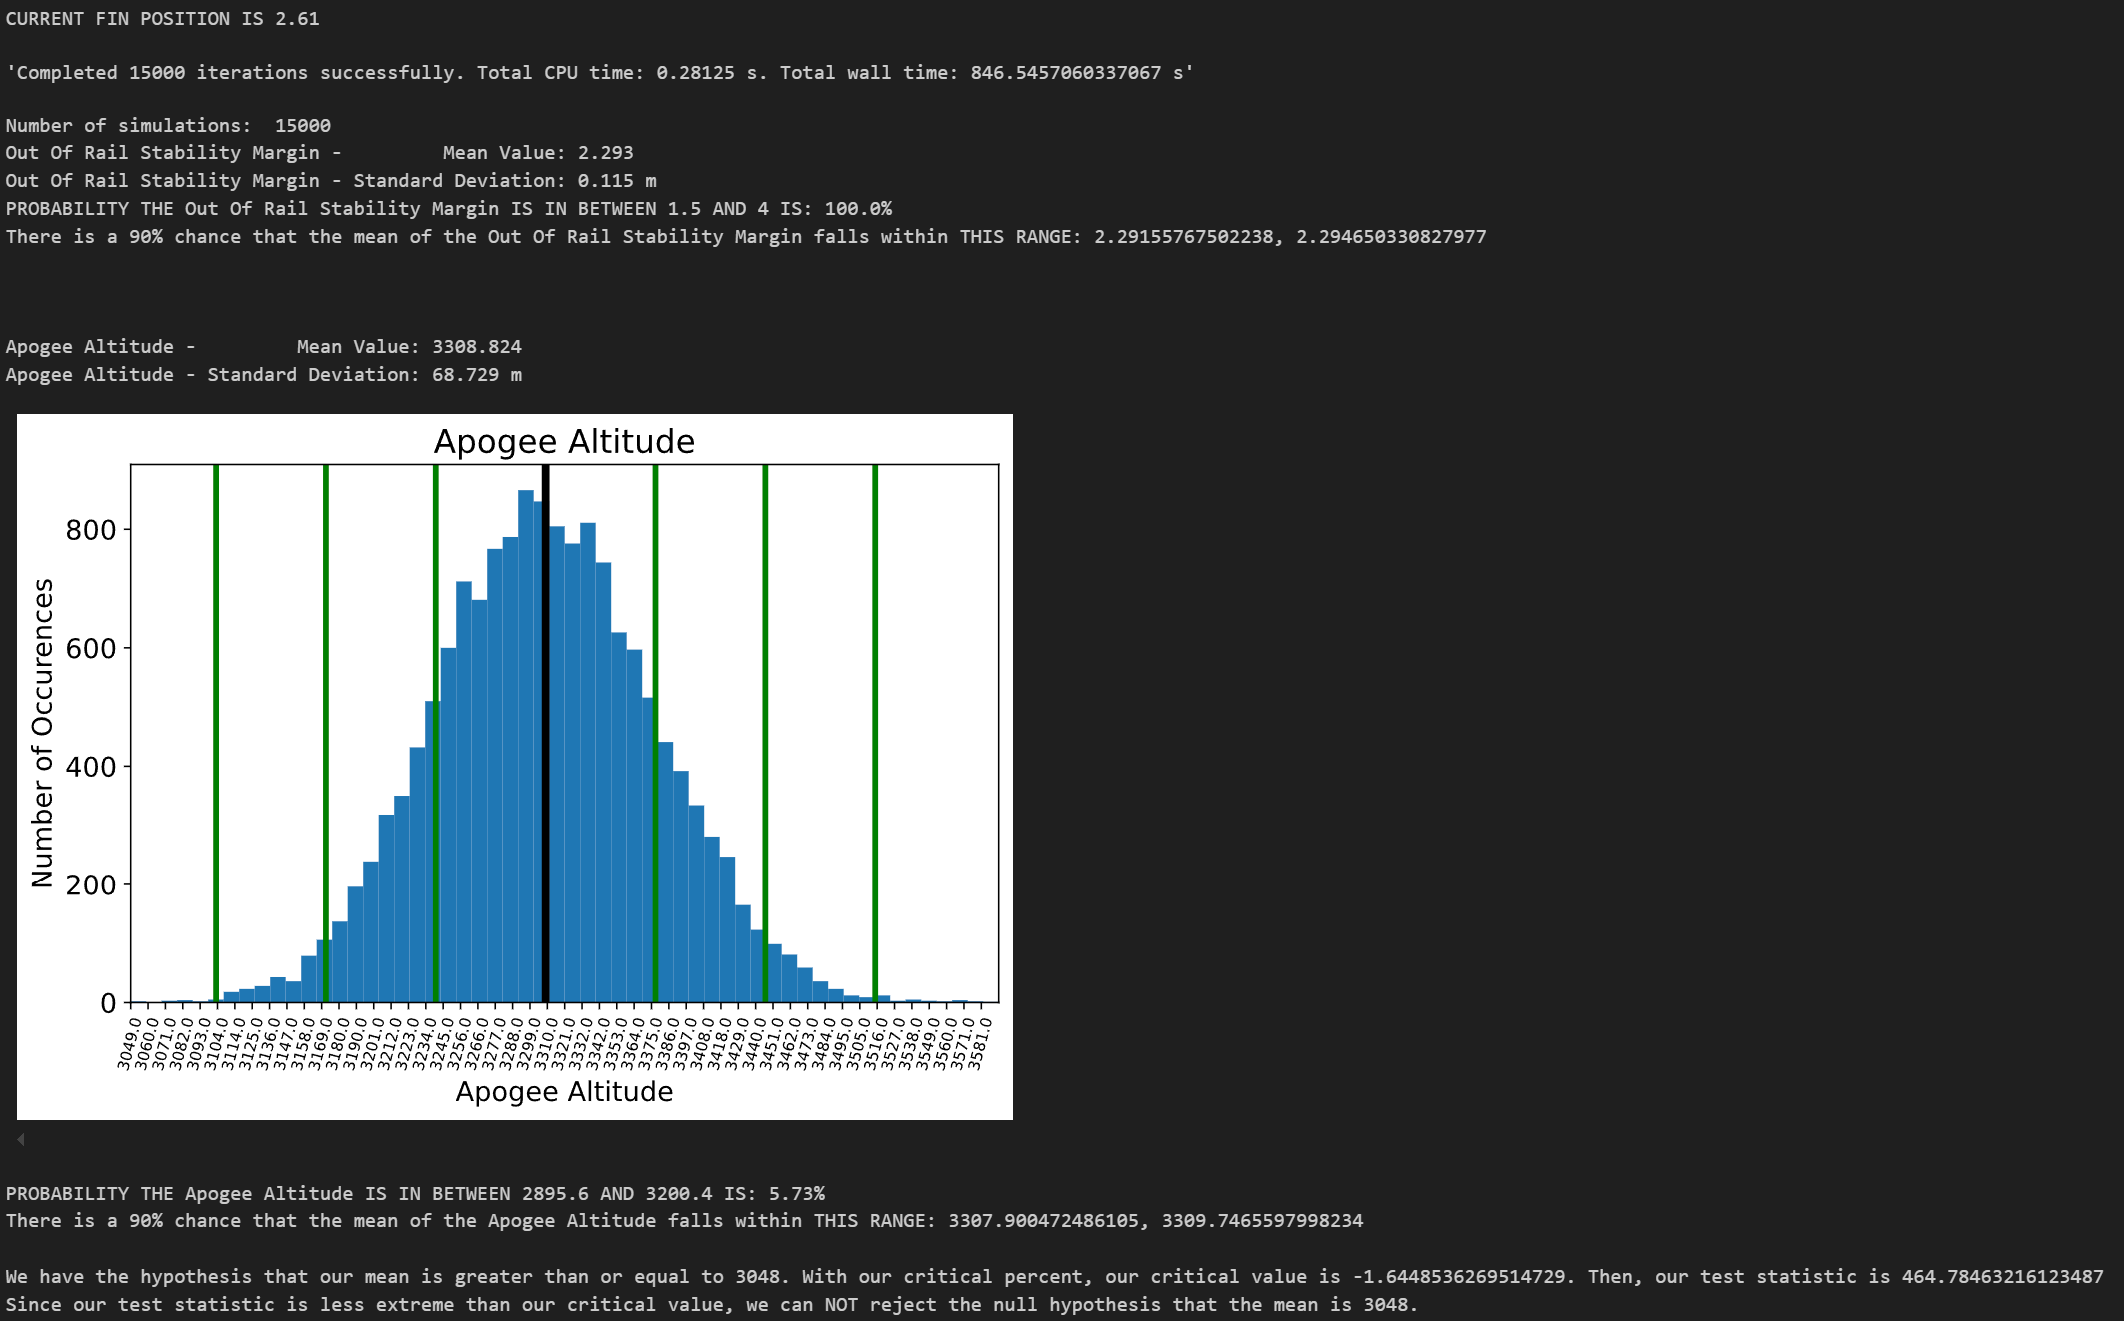 CURRENT FIN POSITION IS 2.61
'Completed 15000 iterations successfully. Total CPU time: 0.28125 s. Total wall time: 846.5457060337067 s'
Number of simulations:  15000
Out Of Rail Stability Margin -         Mean Value: 2.293
Out Of Rail Stability Margin - Standard Deviation: 0.115 m
PROBABILITY THE Out Of Rail Stability Margin IS IN BETWEEN 1.5 AND 4 IS: 100.0%
There is a 90% chance that the mean of the Out Of Rail Stability Margin falls within THIS RANGE: 2.29155767502238, 2.294650330827977
Apogee Altitude -         Mean Value: 3308.824
Apogee Altitude - Standard Deviation: 68.729 m
Apogee Altitude
Number of Occurences
800
600
400
200
0
3049.0 3060.0 3071.0 3082.0 3093.0 3104.0 3114.0 3125.0 3136.0 3147.0 3158.0 3169.0 3180.0 3190.0 3201.0 3212.0 3223.0 3234.0 3245.0 3256.0 3266.0 3277.0 3288.0 3299.0 3310.0 3321.0 3332.0 3342.0 3353.0 3364.0 3375.0 3386.0 3397.0 3408.0 3418.0 3429.0 3440.0 3451.0 3462.0 3473.0 3484.0 3495.0 3505.0 3516.0 3527.0 3538.0 3549.0 3560.0 3571.0 3581.0
Apogee Altitude
PROBABILITY THE Apogee Altitude IS IN BETWEEN 2895.6 AND 3200.4 IS: 5.73%
There is a 90% chance that the mean of the Apogee Altitude falls within THIS RANGE: 3307.900472486105, 3309.7465597998234
We have the hypothesis that our mean is greater than or equal to 3048. With our critical percent, our critical value is -1.6448536269514729. Then, our test statistic is 464.78463216123487
Since our test statistic is less extreme than our critical value, we can NOT reject the null hypothesis that the mean is 3048.